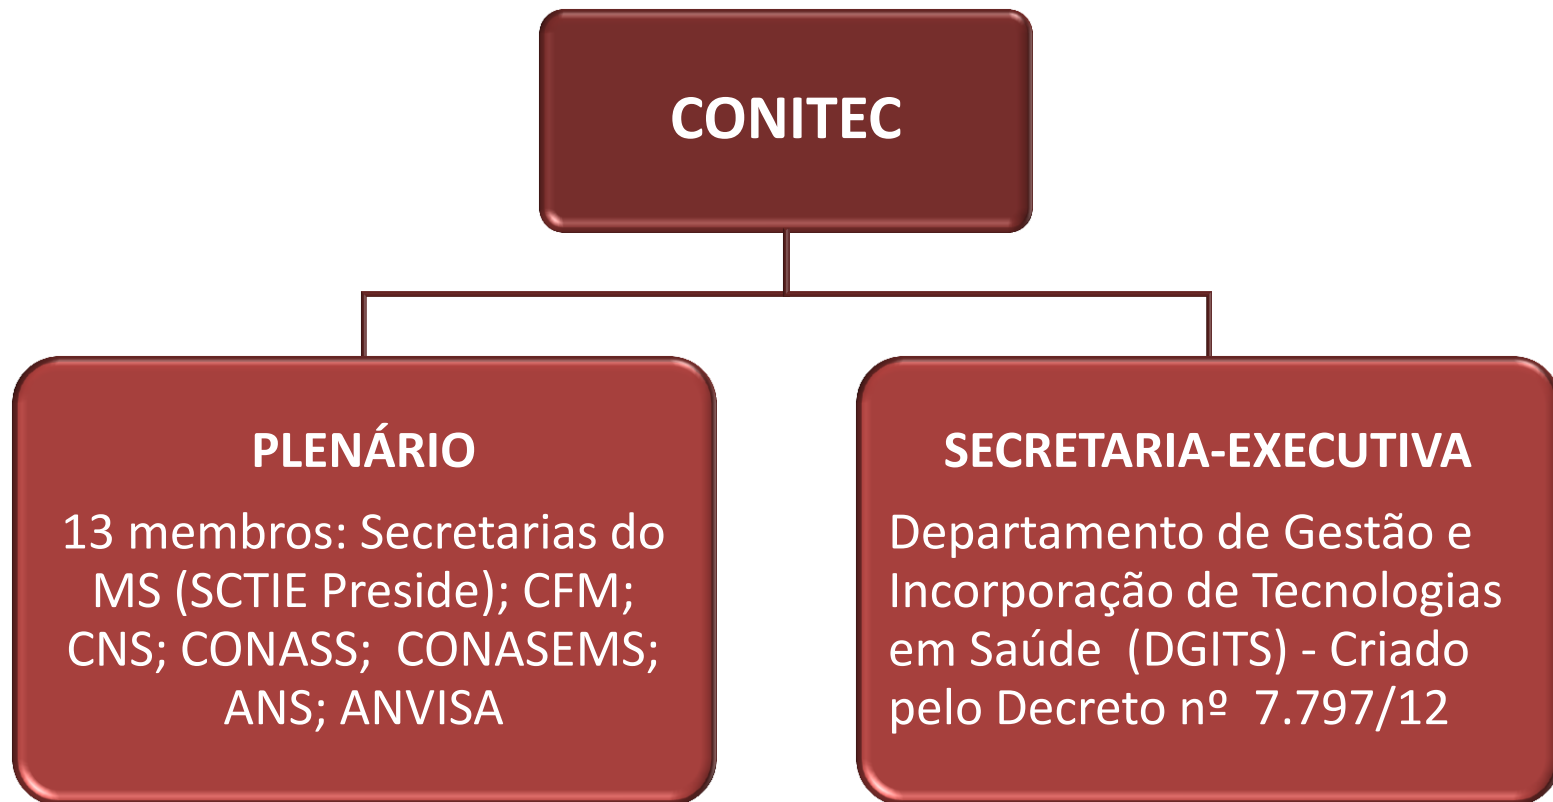 CONITEC
PLENÁRIO
13 membros: Secretarias do
MS (SCTIE Preside); CFM;
CNS; CONASS;  CONASEMS;
ANS; ANVISA
SECRETARIA-EXECUTIVA
Departamento de Gestão e
Incorporação de Tecnologias
em Saúde  (DGITS) - Criado
pelo Decreto nº  7.797/12